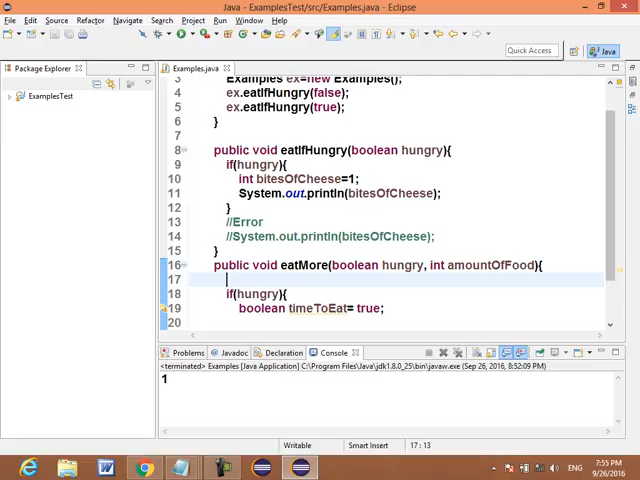 Java - ExamplesTest/src/Examples.java - Eclipse
File Edit Source Refactor Navigate Search Project Run Window Help
Quick Access
Java
Package Explorer
Examples.java
ExamplesTest
3 Examples ex=new Examples();
4 ex.eatIfHungry(false);
5 ex.eatIfHungry(true);
6 }
7
8 public void eatIfHungry(boolean hungry){
9 if(hungry){
10 int bitesOfCheese=1;
11 System.out.println(bitesOfCheese);
12 }
13 //Error
14 //System.out.println(bitesOfCheese);
15 }
16 public void eatMore(boolean hungry, int amountOfFood){
17
18 if(hungry){
19 boolean timeToEat= true;
20
Problems Javadoc Declaration Console
<terminated> Examples [Java Application] C:\Program Files\Java\jdk1.8.0_25\bin\javaw.exe (Sep 26, 2016, 8:52:09 PM)
1
Writable Smart Insert 17 : 13
ENG
7:55 PM
9/26/2016